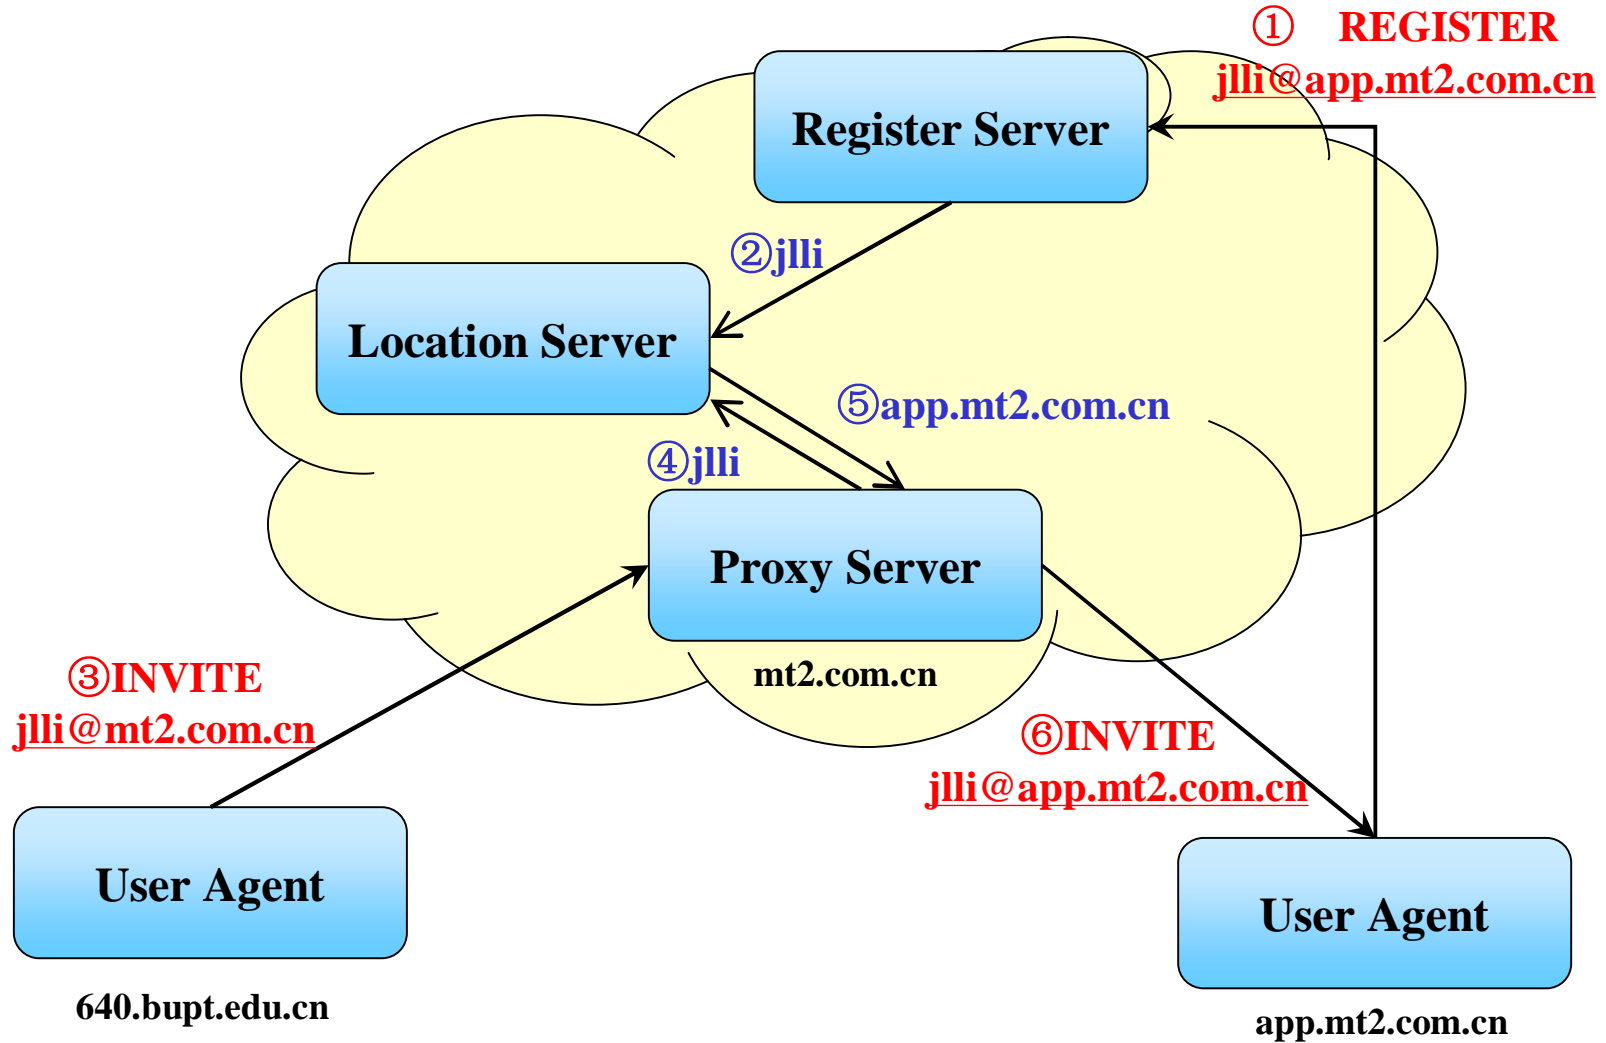 ① REGISTER
jlli@app.mt2.com.cn
Register Server
②jlli
Location Server
⑤app.mt2.com.cn
④jlli
Proxy Server
mt2.com.cn
③INVITE
jlli@mt2.com.cn
⑥INVITE
jlli@app.mt2.com.cn
User Agent
640.bupt.edu.cn
User Agent
app.mt2.com.cn